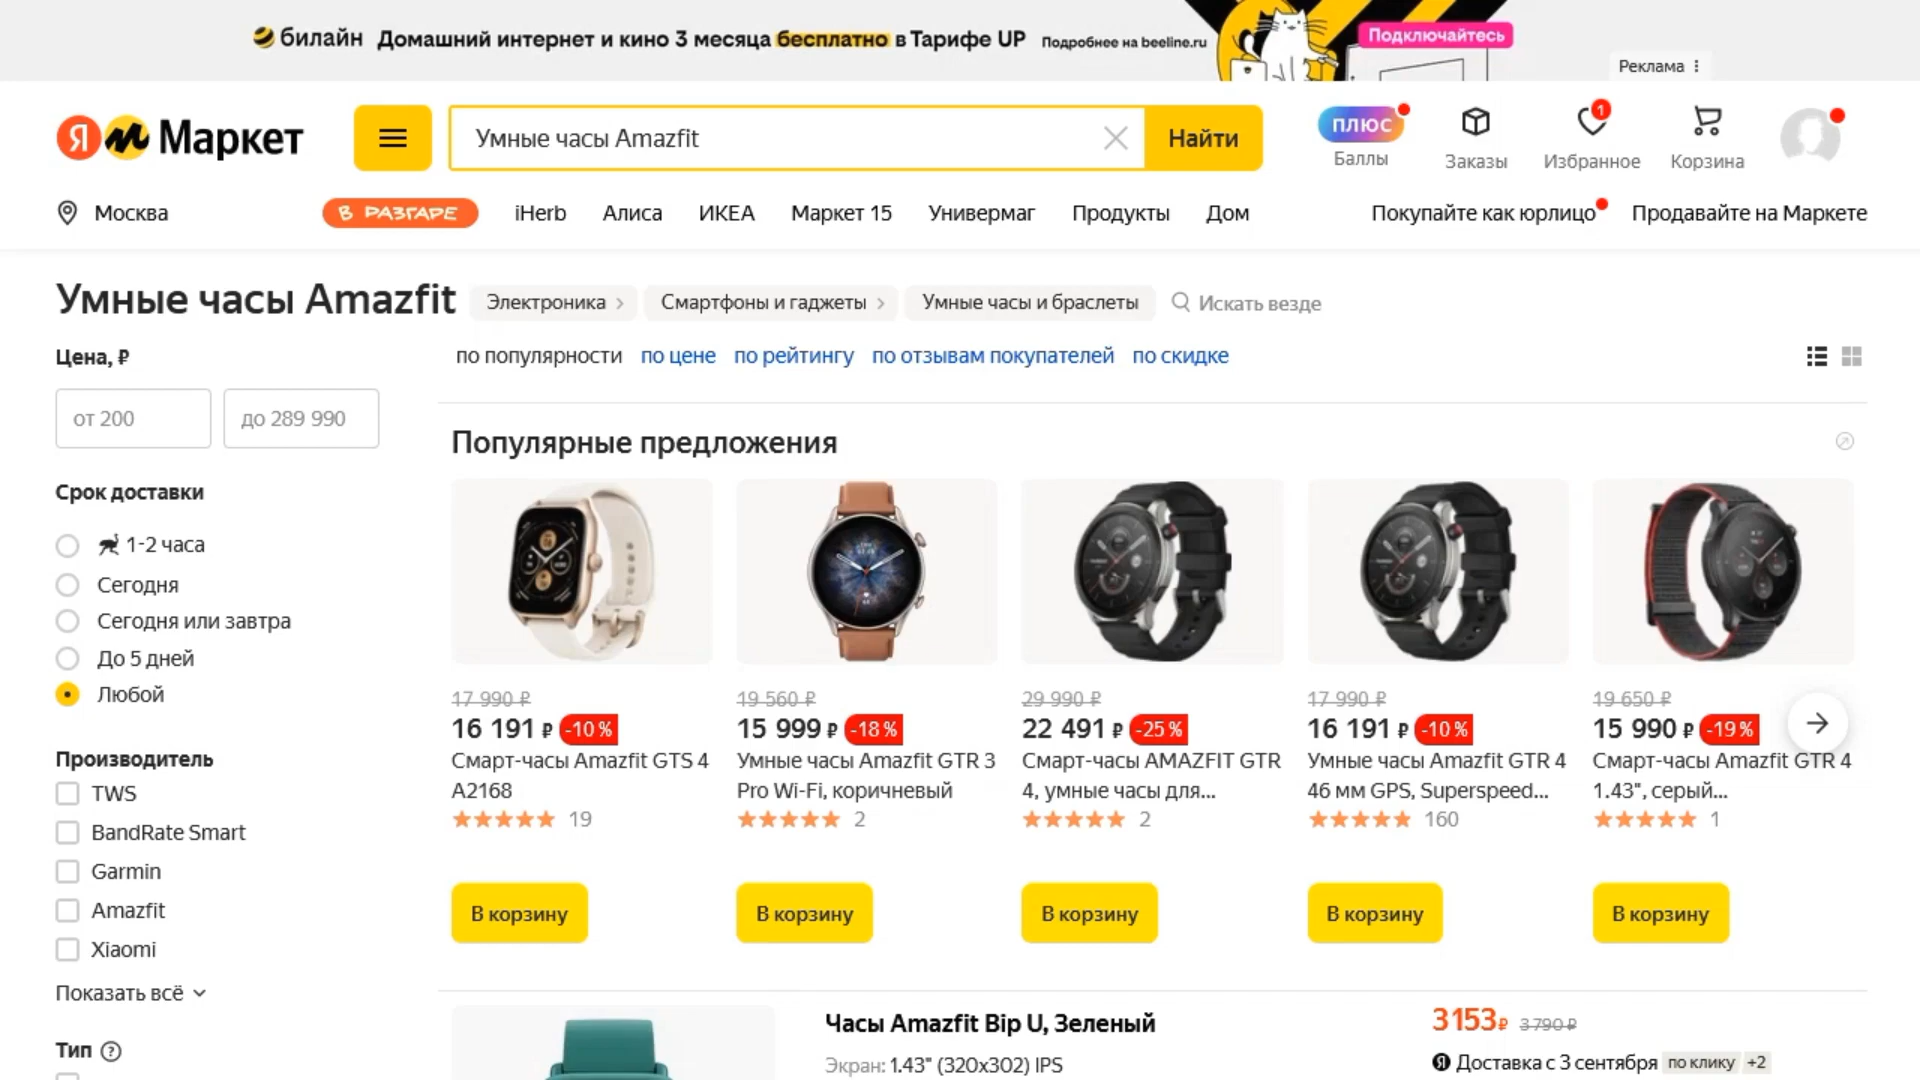 билайн Домашний интернет и кино 3 месяца бесплатно в Тарифе UP Подробнее на beeline.ru Подключайтесь
Реклама
Я М Маркет
Умные часы Amazfit
Найти
плюс
1
Баллы
Заказы
Избранное
Корзина
Москва
В РАЗГАРЕ
iHerb
Алиса
ИКЕА
Маркет 15
Универмаг
Продукты
Дом
Покупайте как юрлицо
Продавайте на Маркете
Умные часы Amazfit
Электроника
Смартфоны и гаджеты
Умные часы и браслеты
Искать везде
Цена, ₽
от 200
до 289 990
по популярности
по цене
по рейтингу
по отзывам покупателей
по скидке
Срок доставки
1-2 часа
Сегодня
Сегодня или завтра
До 5 дней
Любой
Производитель
TWS
BandRate Smart
Garmin
Amazfit
Xiaomi
Показать всё
Тип ?
Популярные предложения
17 990 ₽
16 191 ₽ -10 %
Смарт-часы Amazfit GTS 4
A2168
19
В корзину
19 560 ₽
15 999 ₽ -18 %
Умные часы Amazfit GTR 3
Pro Wi-Fi, коричневый
2
В корзину
29 990 ₽
22 491 ₽ -25 %
Смарт-часы AMAZFIT GTR
4, умные часы для...
2
В корзину
17 990 ₽
16 191 ₽ -10 %
Умные часы Amazfit GTR 4
46 мм GPS, Superspeed...
160
В корзину
19 650 ₽
15 990 ₽ -19 %
Смарт-часы Amazfit GTR 4
1.43", серый...
1
В корзину
Часы Amazfit Bip U, Зеленый
Экран: 1.43" (320x302) IPS
3 153 ₽ 3 790 ₽
Я Доставка с 3 сентября по клику +2